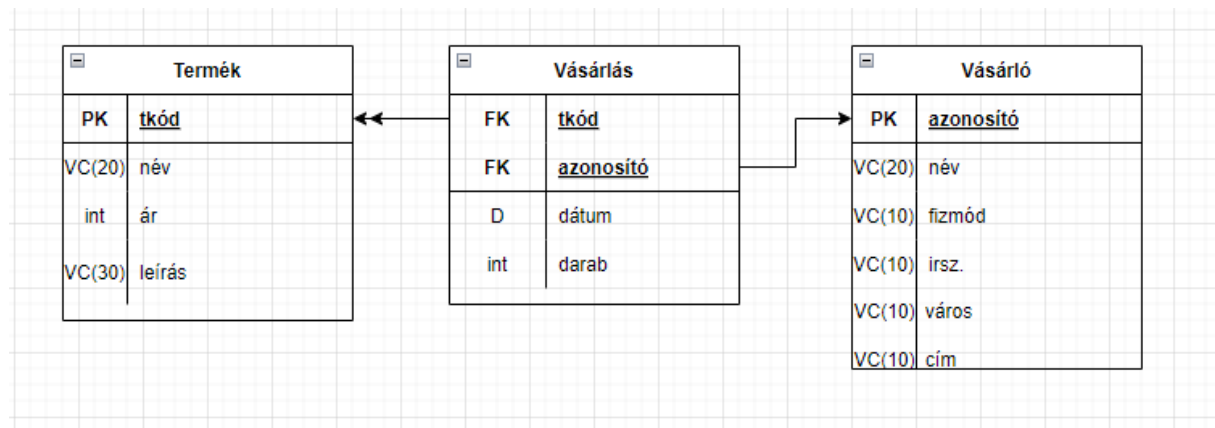 Termék
PK tkód
VC(20) név
int ár
VC(30) leírás
Vásárlás
FK tkód
FK azonosító
D dátum
int darab
Vásárló
PK azonosító
VC(20) név
VC(10) fizmód
VC(10) irsz.
VC(10) város
VC(10) cím